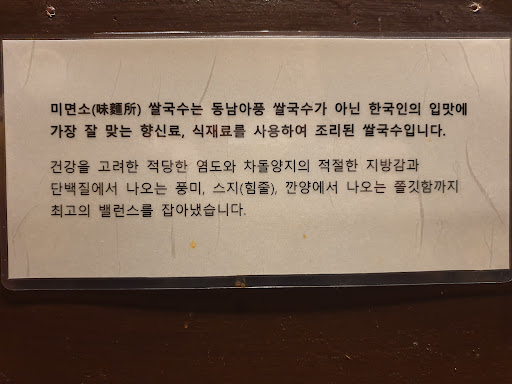 미면소(味麵所) 쌀국수는 동남아풍 쌀국수가 아닌 한국인의 입맛에
가장 잘 맞는 향신료, 식재료를 사용하여 조리된 쌀국수입니다.
건강을 고려한 적당한 염도와 차돌양지의 적절한 지방감과
단백질에서 나오는 풍미, 스지(힘줄), 깐양에서 나오는 쫄깃함까지
최고의 밸런스를 잡아냈습니다.